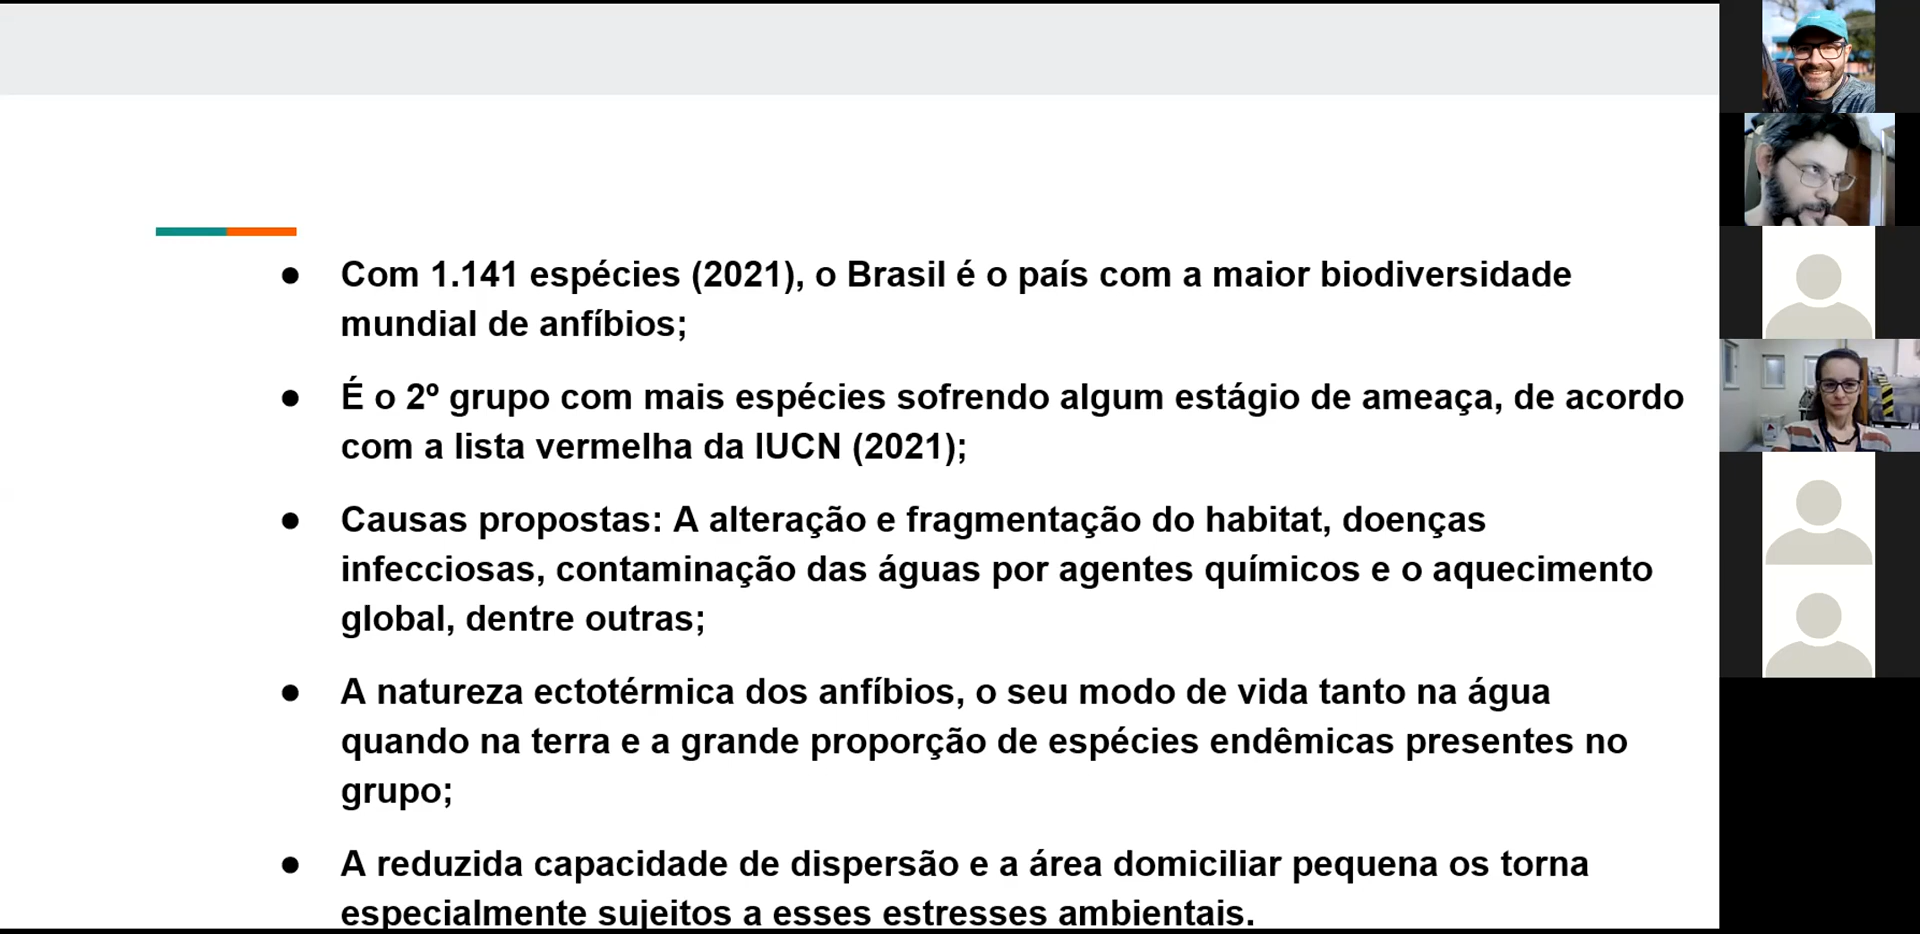 ● Com 1.141 espécies (2021), o Brasil é o país com a maior biodiversidade
mundial de anfíbios;
● É o 2º grupo com mais espécies sofrendo algum estágio de ameaça, de acordo
com a lista vermelha da IUCN (2021);
● Causas propostas: A alteração e fragmentação do habitat, doenças
infecciosas, contaminação das águas por agentes químicos e o aquecimento
global, dentre outras;
● A natureza ectotérmica dos anfíbios, o seu modo de vida tanto na água
quando na terra e a grande proporção de espécies endêmicas presentes no
grupo;
● A reduzida capacidade de dispersão e a área domiciliar pequena os torna
especialmente sujeitos a esses estresses ambientais.